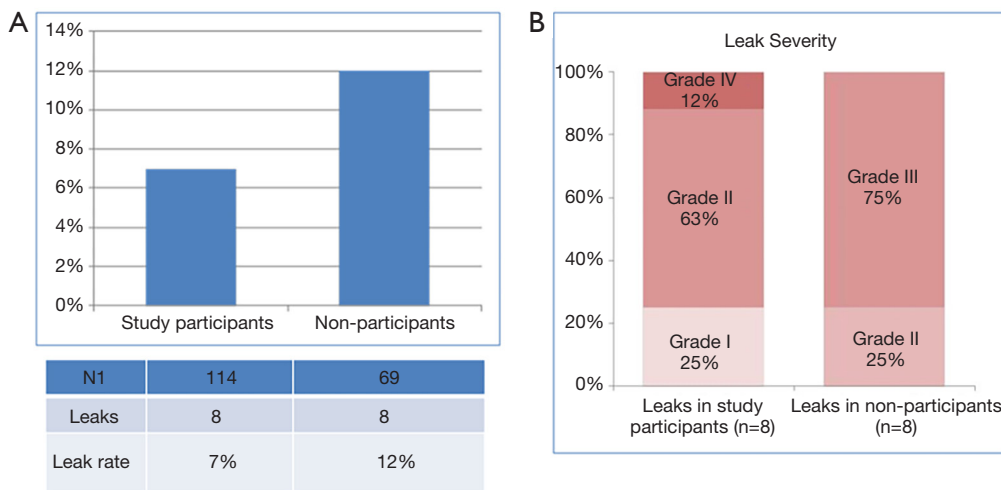 A
14%
12%
10%
8%
6%
4%
2%
0%
Study participants Non-participants
N1 114 69
Leaks 8 8
Leak rate 7% 12%
B
Leak Severity
100%
80%
60%
40%
20%
0%
Grade IV
12%
Grade II
63%
Grade I
25%
Grade III
75%
Grade II
25%
Leaks in study
participants (n=8)
Leaks in non-participants
(n=8)